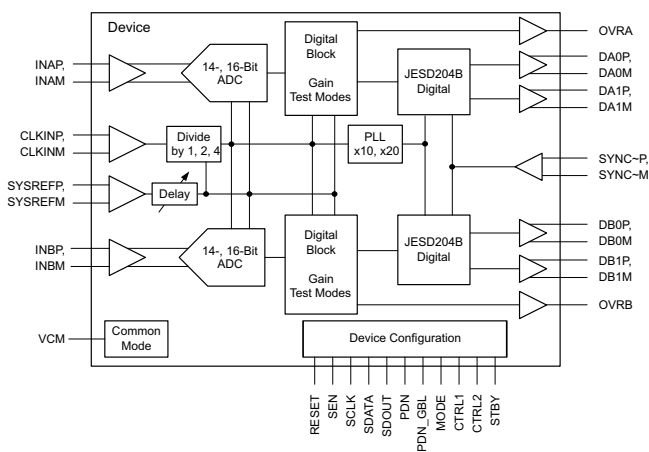 Device
INAP,
INAM
14-, 16-Bit
ADC
Digital
Block
Gain
Test Modes
JESD204B
Digital
OVRA
DA0P,
DA0M
DA1P,
DA1M
CLKINP,
CLKINM
Divide
by 1, 2, 4
PLL
x10, x20
SYNC~P,
SYNC~M
SYSREFP,
SYSREFM
Delay
INBP,
INBM
14-, 16-Bit
ADC
Digital
Block
Gain
Test Modes
JESD204B
Digital
DB0P,
DB0M
DB1P,
DB1M
OVRB
VCM
Common
Mode
Device Configuration
RESET
SEN
SCLK
SDATA
SDOUT
PDN
PDN_GBL
MODE
CTRL1
CTRL2
STBY